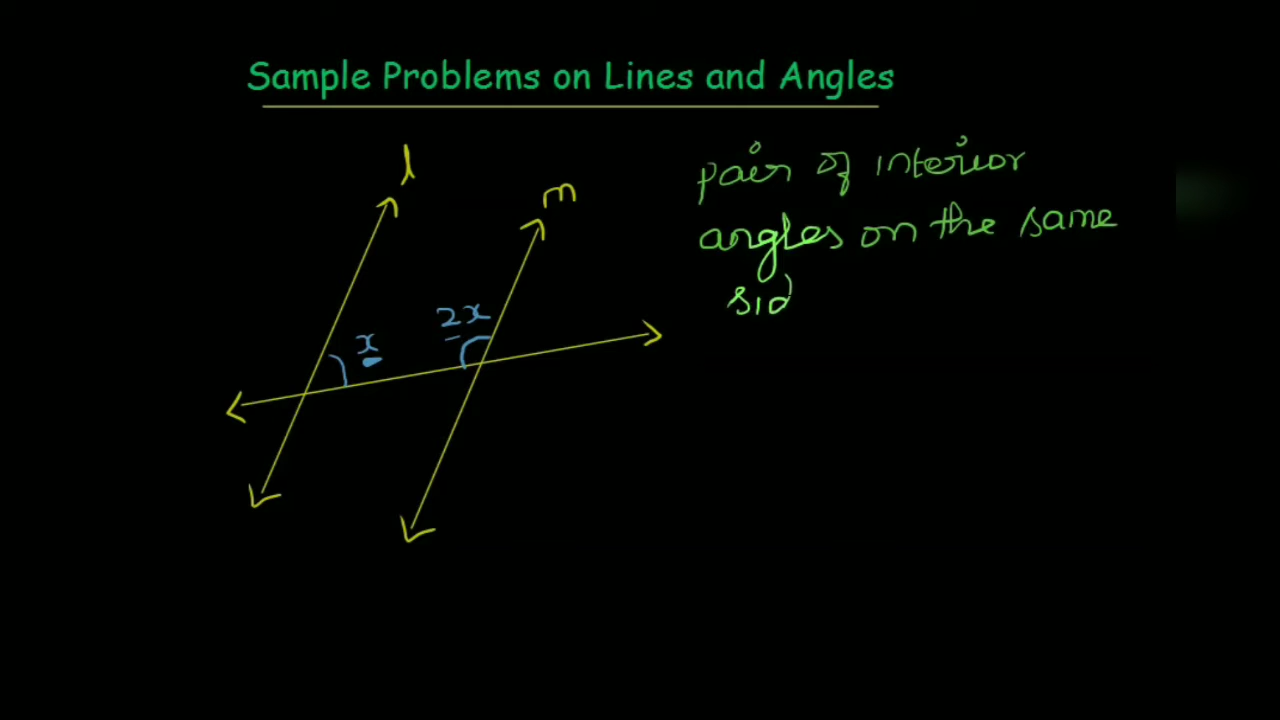 Sample Problems on Lines and Angles
l
m
pair of interior
angles on the same
sid
2x
x